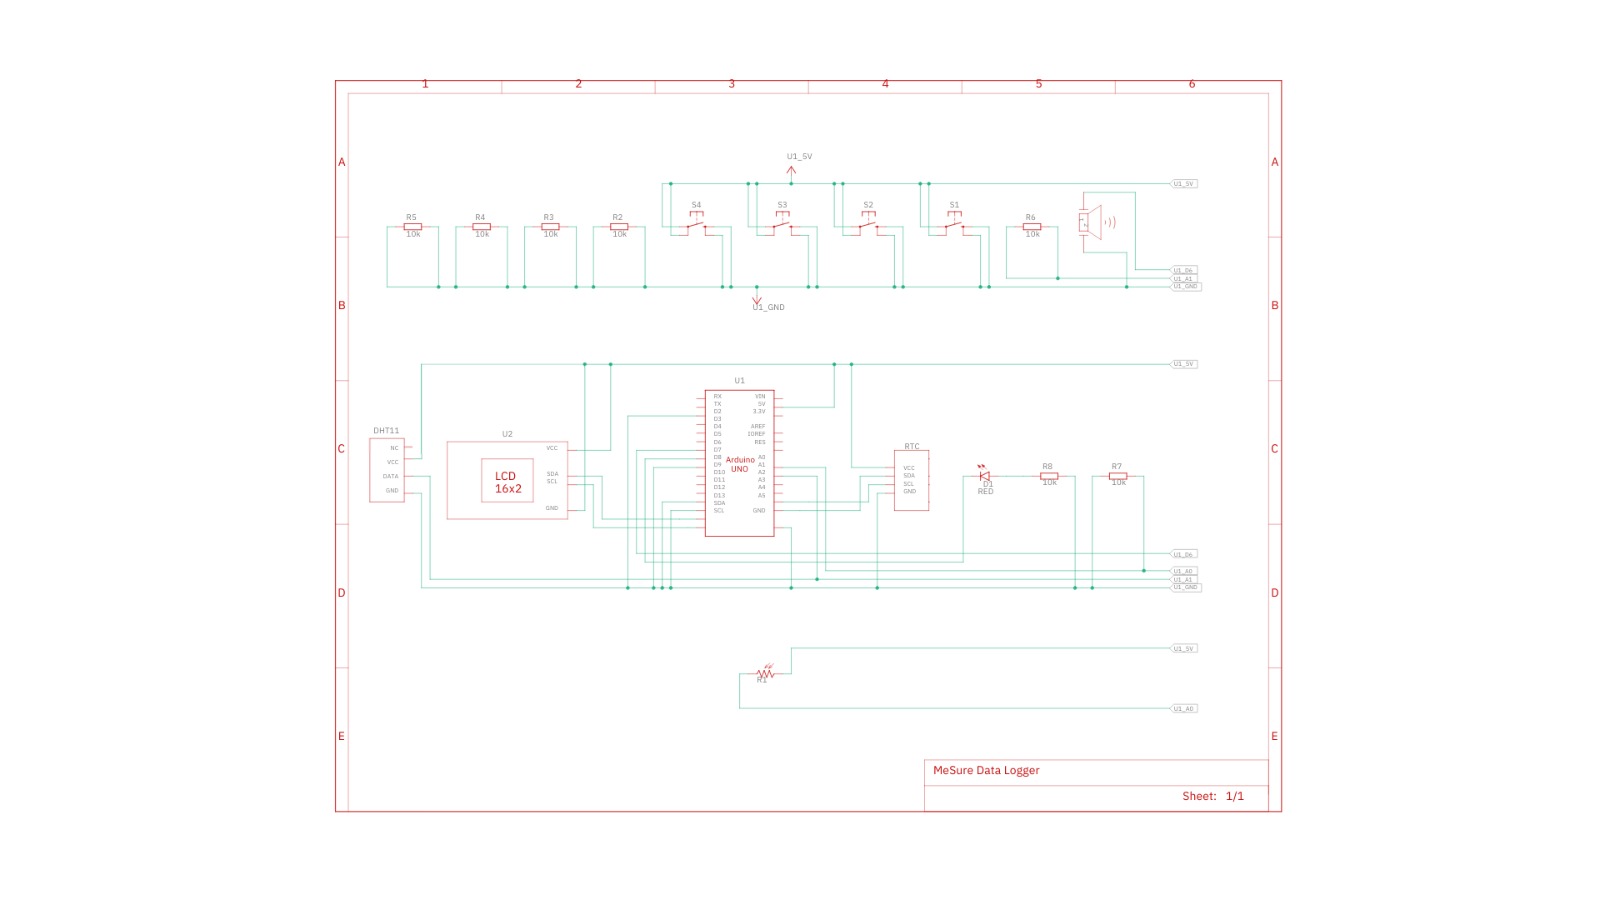 1 2 3 4 5 6
A A
U1_5V
U1_5V
S4 S3 S2 S1
R5 R4 R3 R2 R6
10k 10k 10k 10k 10k
U1_D6
U1_A1
U1_GND
B B
U1_GND
U1_5V
U1
RX VIN
TX 5V
D2 3.3V
D3
D4 AREF
D5 IOREF
D6 RES
D7
D8 A0
D9 A1
D10 A2
D11 A3
D12 A4
D13 A5
SDA
SCL GND
Arduino
UNO
DHT11
NC
VCC
DATA
GND
U2
VCC
SDA
SCL
GND
LCD
16x2
C C
RTC
VCC
SDA
SCL
GND
D1
RED
R8
10k
R7
10k
U1_D6
U1_A0
U1_A1
U1_GND
D D
U1_5V
R1
U1_A0
E E
MeSure Data Logger
Sheet: 1/1